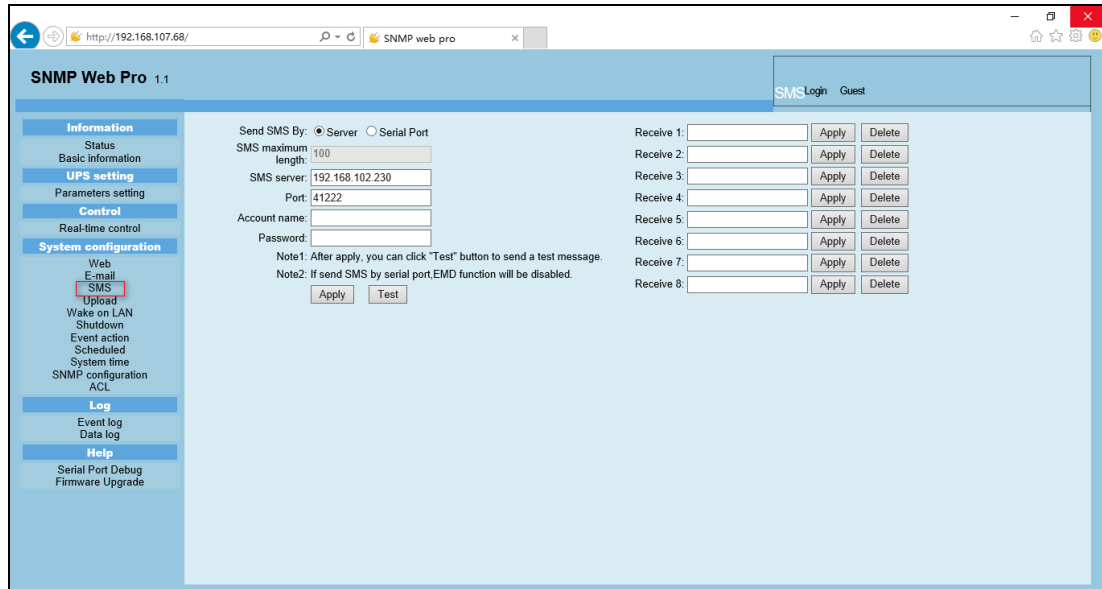 http://192.168.107.68/
SNMP web pro
SNMP Web Pro 1.1
SMS Login Guest
Information
Status
Basic information
UPS setting
Parameters setting
Control
Real-time control
System configuration
Web
E-mail
SMS
Upload
Wake on LAN
Shutdown
Event action
Scheduled
System time
SNMP configuration
ACL
Log
Event log
Data log
Help
Serial Port Debug
Firmware Upgrade
Send SMS By: Server Serial Port
SMS maximum
length: 100
SMS server: 192.168.102.230
Port: 41222
Account name:
Password:
Note1: After apply, you can click "Test" button to send a test message.
Note2: If send SMS by serial port,EMD function will be disabled.
Apply Test
Receive 1: Apply Delete
Receive 2: Apply Delete
Receive 3: Apply Delete
Receive 4: Apply Delete
Receive 5: Apply Delete
Receive 6: Apply Delete
Receive 7: Apply Delete
Receive 8: Apply Delete